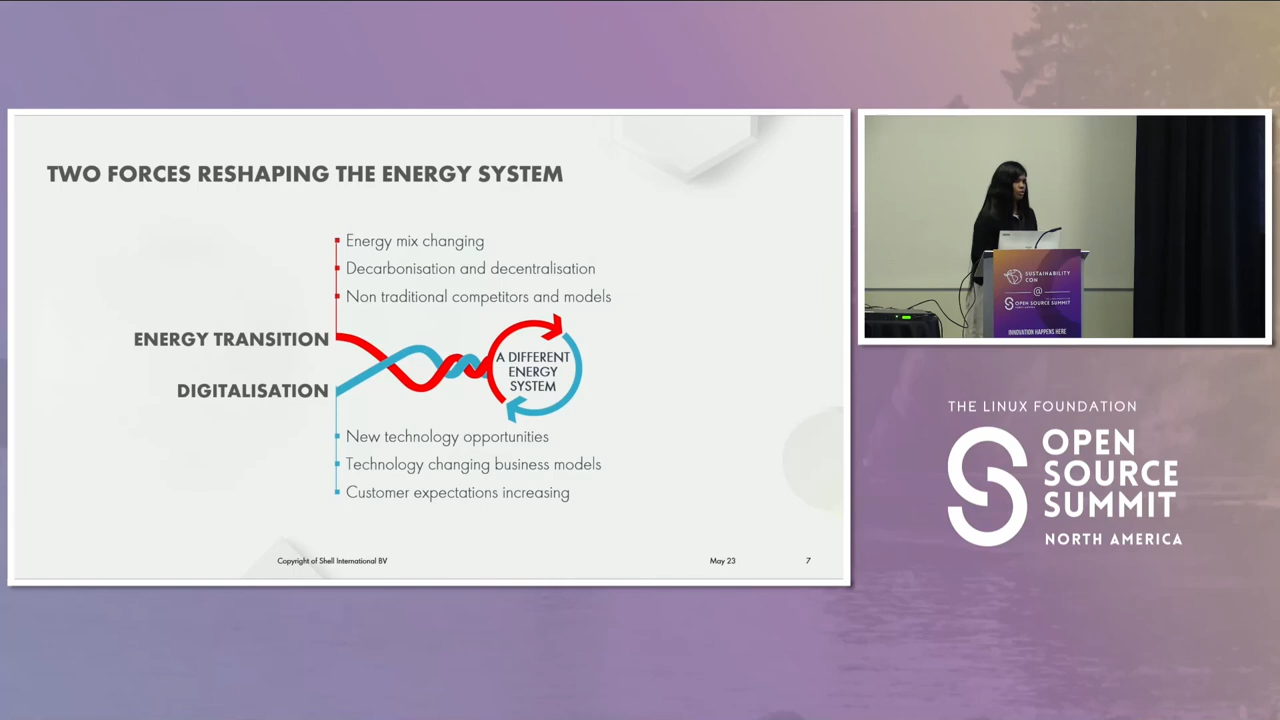 TWO FORCES RESHAPING THE ENERGY SYSTEM
Energy mix changing
Decarbonisation and decentralisation
Non traditional competitors and models
ENERGY TRANSITION
DIGITALISATION
A DIFFERENT
ENERGY
SYSTEM
New technology opportunities
Technology changing business models
Customer expectations increasing
Copyright of Shell International BV
May 23
7
SUSTAINABILITY
CON
@
OPEN SOURCE SUMMIT
INNOVATION HAPPENS HERE
THE LINUX FOUNDATION
OPEN
SOURCE
SUMMIT
NORTH AMERICA